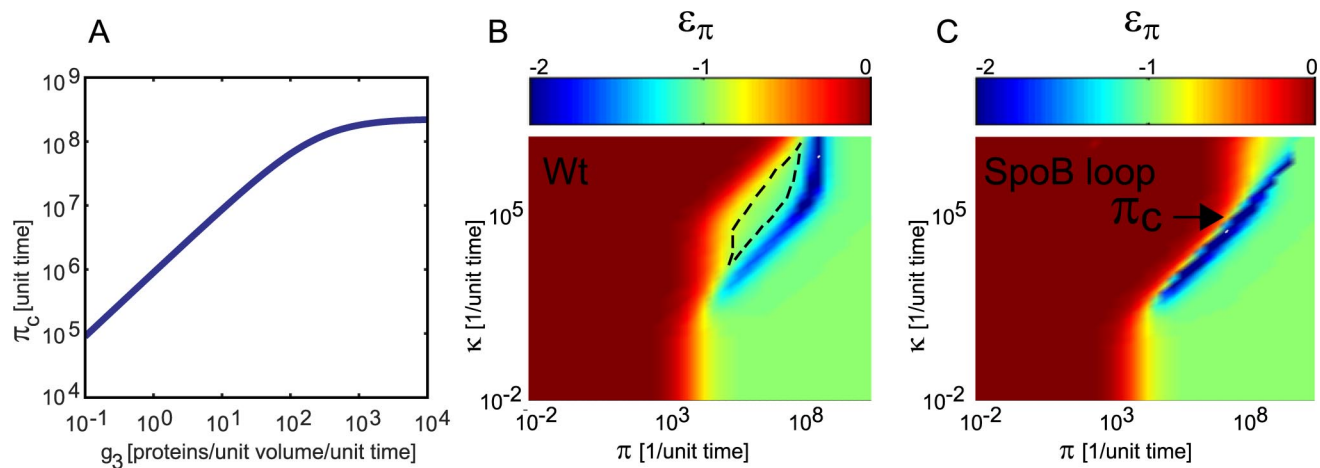 A
π_c [unit time]
10^9
10^8
10^7
10^6
10^5
10^4
10^-1
10^0
10^1
10^2
10^3
10^4
g_3 [proteins/unit volume/unit time]
B
ε_π
-2
-1
0
Wt
κ [1/unit time]
10^5
10^-2
10^-2
10^3
10^8
π [1/unit time]
C
ε_π
-2
-1
0
SpoB loop
π_c
κ [1/unit time]
10^5
10^-2
10^-2
10^3
10^8
π [1/unit time]